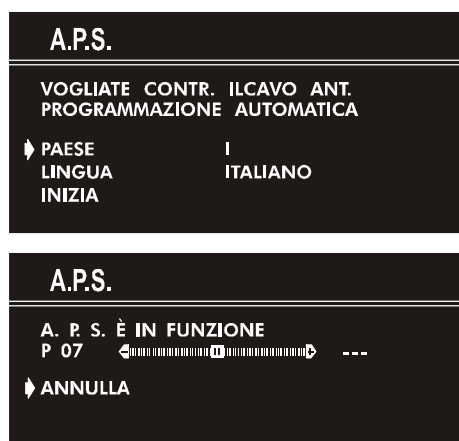 A.P.S.
VOGLIATE CONTR. ILCAVO ANT.
PROGRAMMAZIONE AUTOMATICA
PAESE I
LINGUA ITALIANO
INIZIA
A.P.S.
A. P. S. È IN FUNZIONE
P 07 ---
ANNULLA